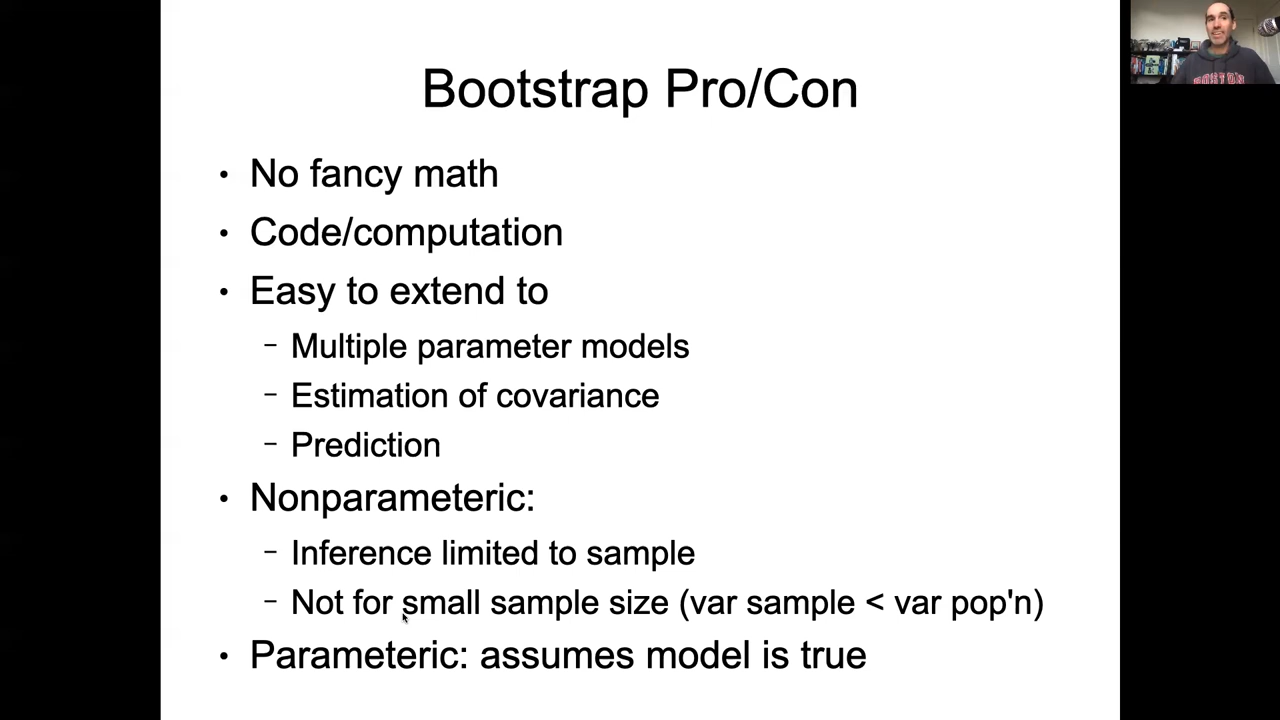 Bootstrap Pro/Con
• No fancy math
• Code/computation
• Easy to extend to
– Multiple parameter models
– Estimation of covariance
– Prediction
• Nonparameteric:
– Inference limited to sample
– Not for small sample size (var sample < var pop'n)
• Parameteric: assumes model is true